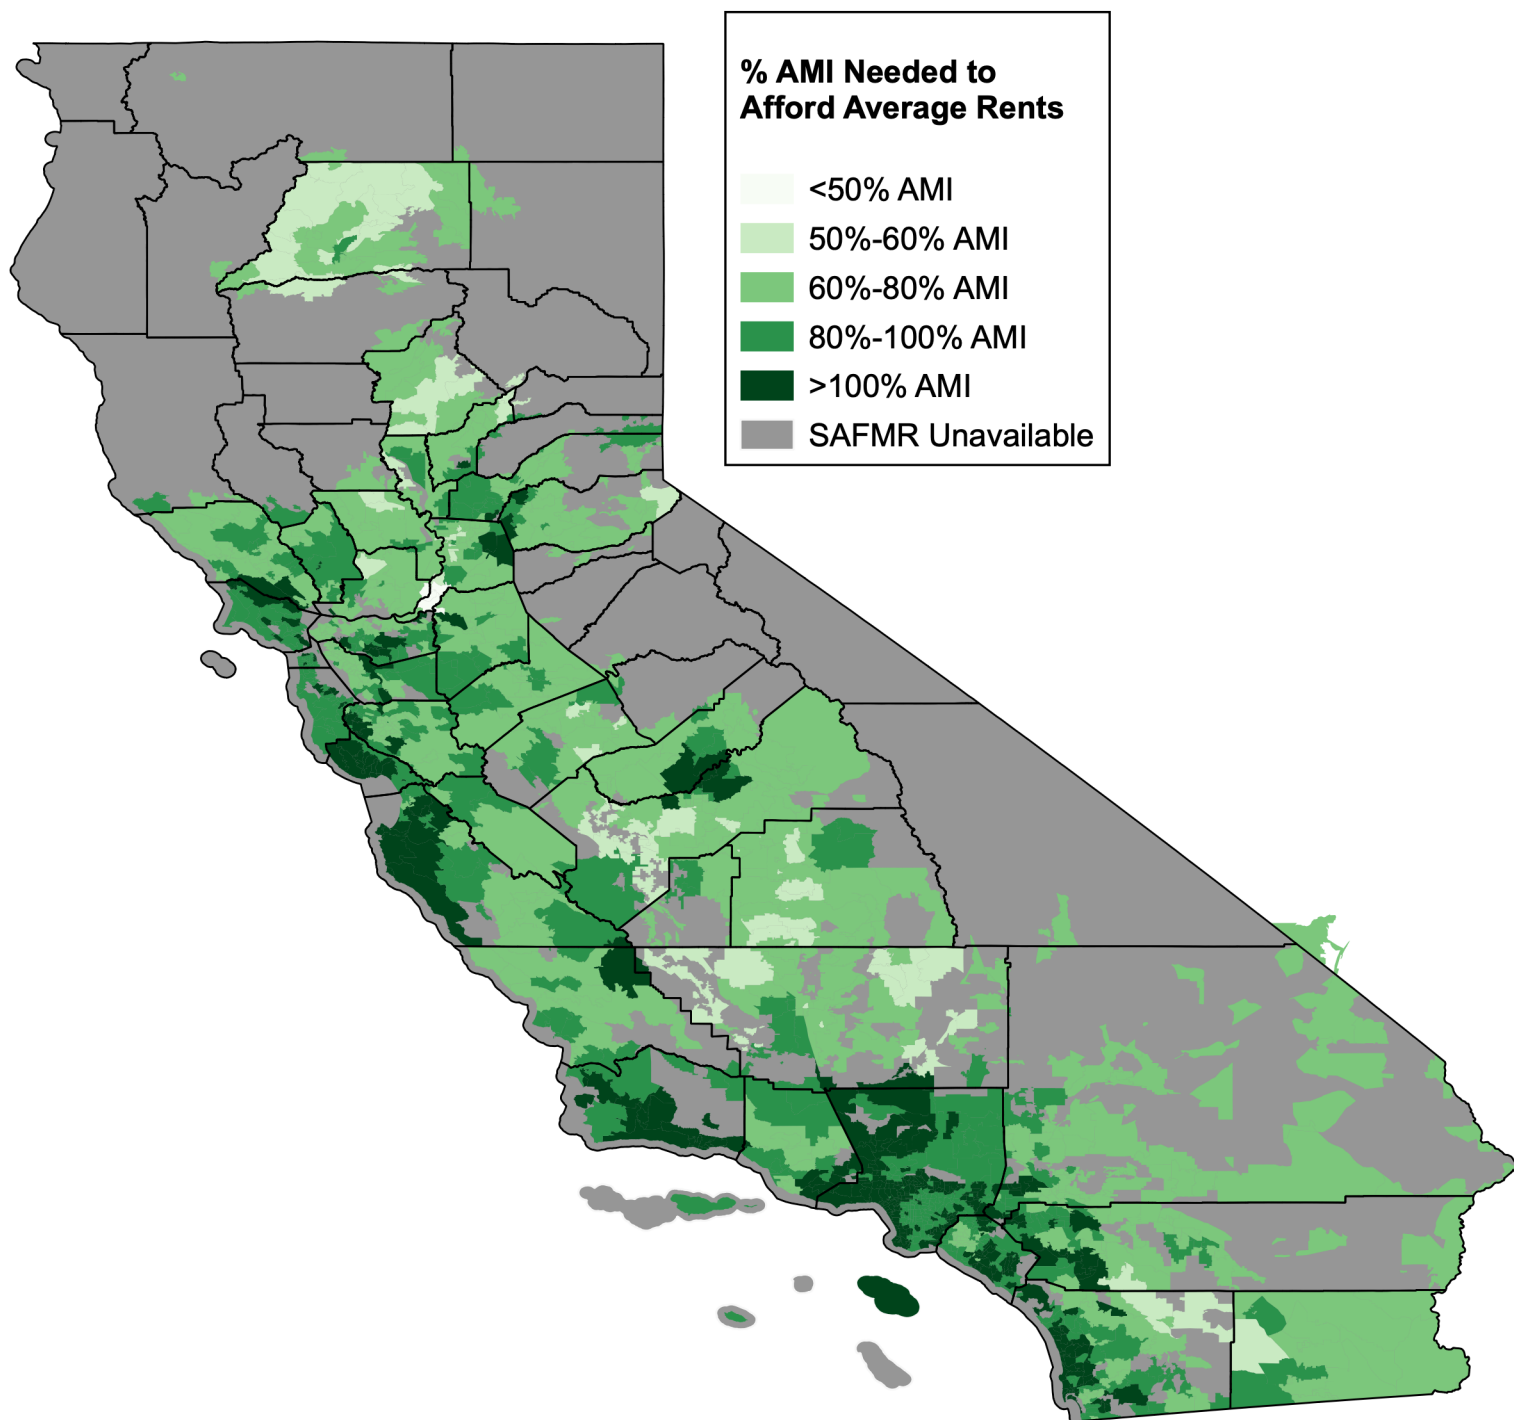 % AMI Needed to
Afford Average Rents
<50% AMI
50%-60% AMI
60%-80% AMI
80%-100% AMI
>100% AMI
SAFMR Unavailable